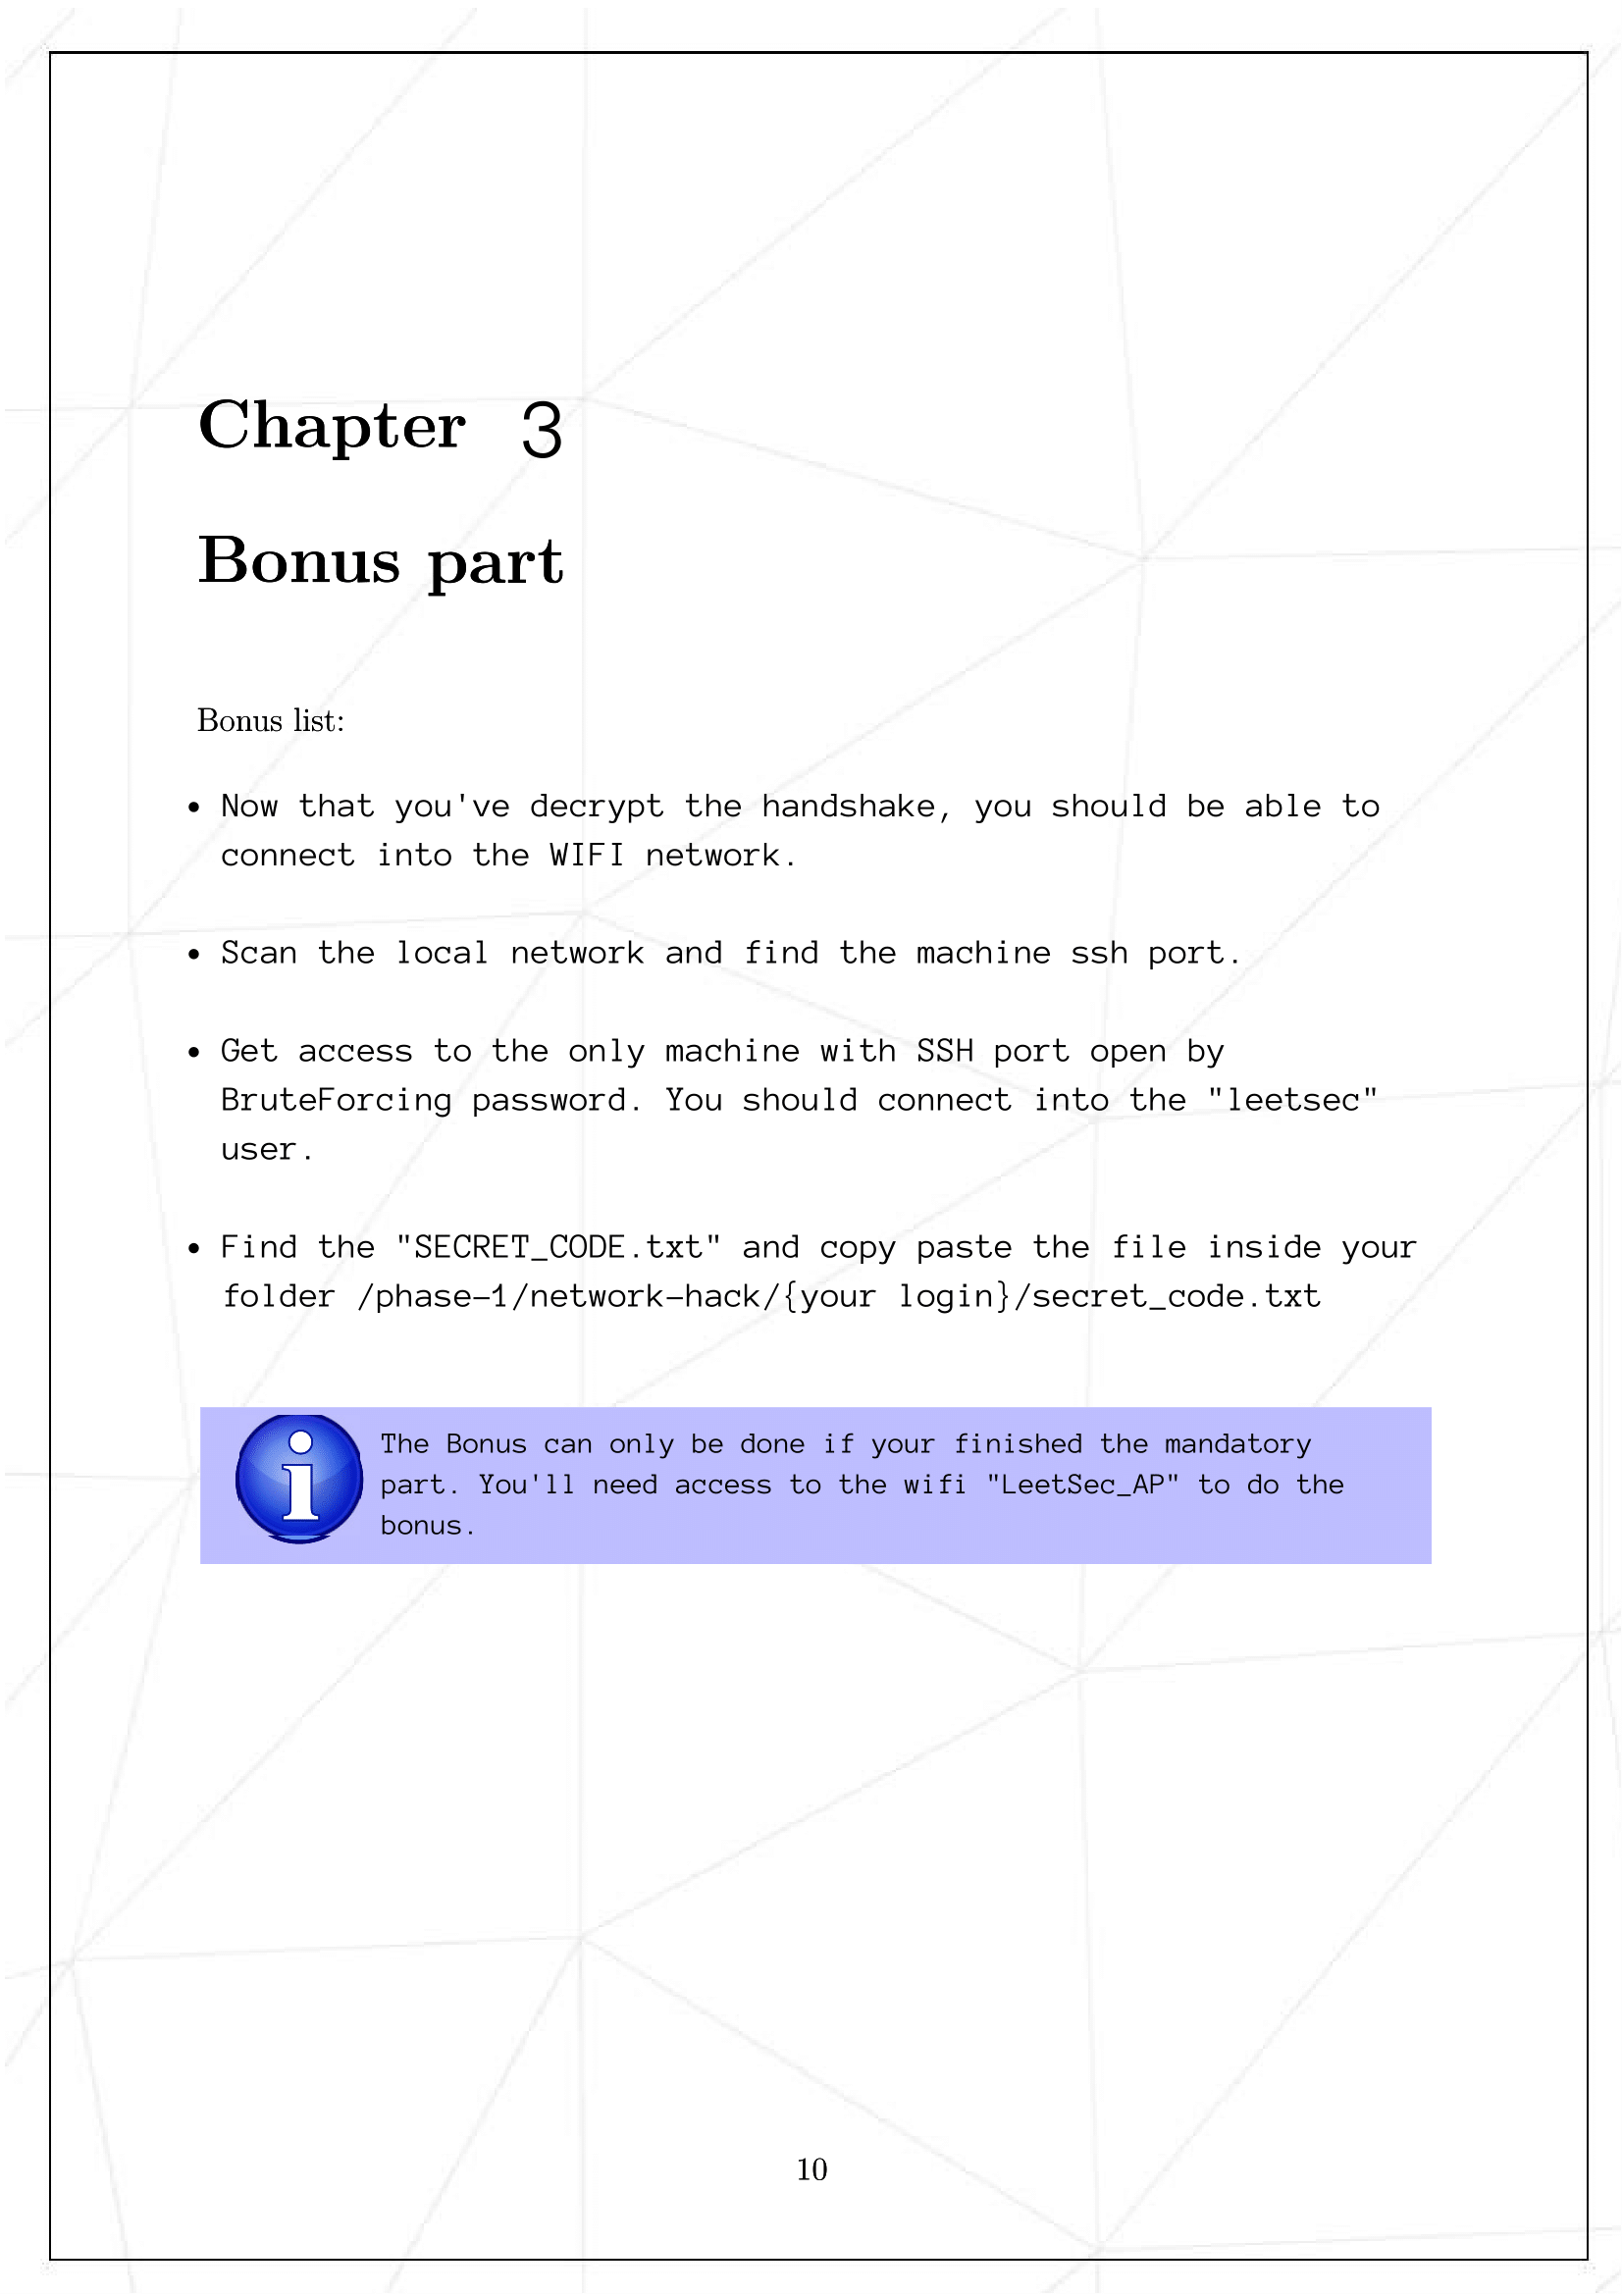 Chapter 3
Bonus part
Bonus list:
• Now that you've decrypt the handshake, you should be able to
connect into the WIFI network.
• Scan the local network and find the machine ssh port.
• Get access to the only machine with SSH port open by
BruteForcing password. You should connect into the "leetsec"
user.
• Find the "SECRET_CODE.txt" and copy paste the file inside your
folder /phase-1/network-hack/{your login}/secret_code.txt
The Bonus can only be done if your finished the mandatory
part. You'll need access to the wifi "LeetSec_AP" to do the
bonus.
10